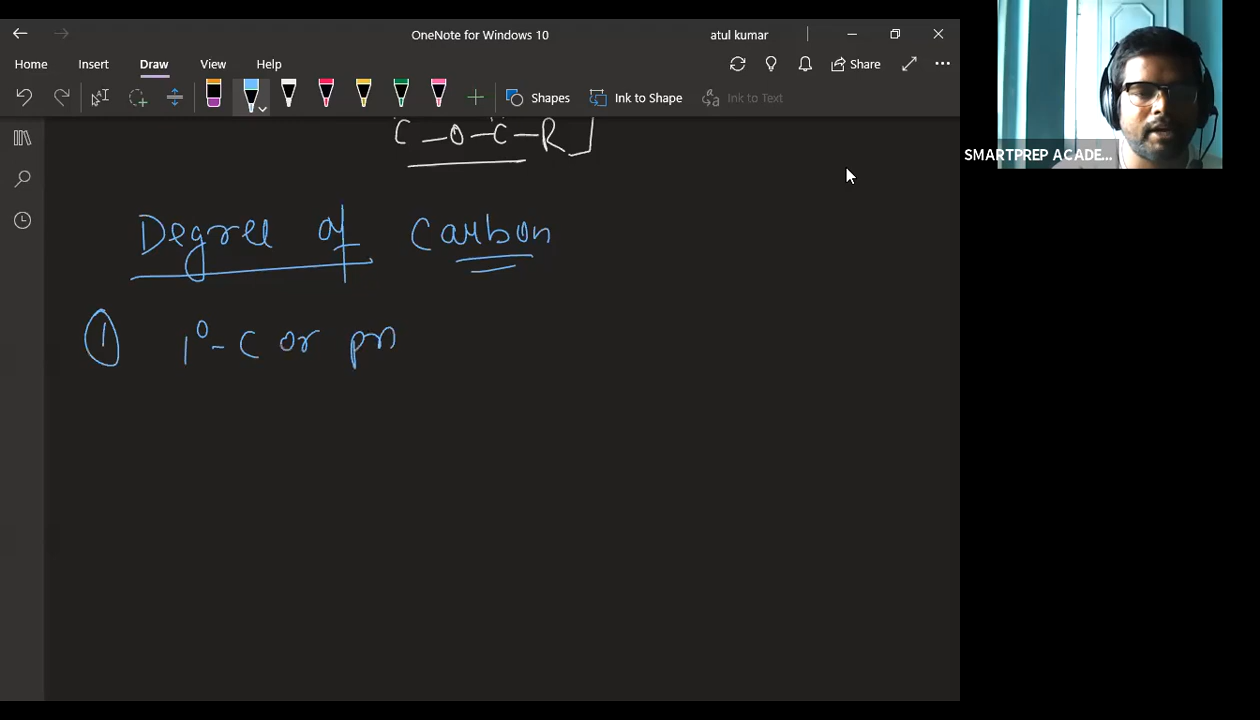 OneNote for Windows 10
atul kumar
Home Insert Draw View Help
Share
Shapes
Ink to Shape
Ink to Text
SMARTPREP ACADE...
C-O-C-R]
Degree of Carbon
① 1⁰-C or pri